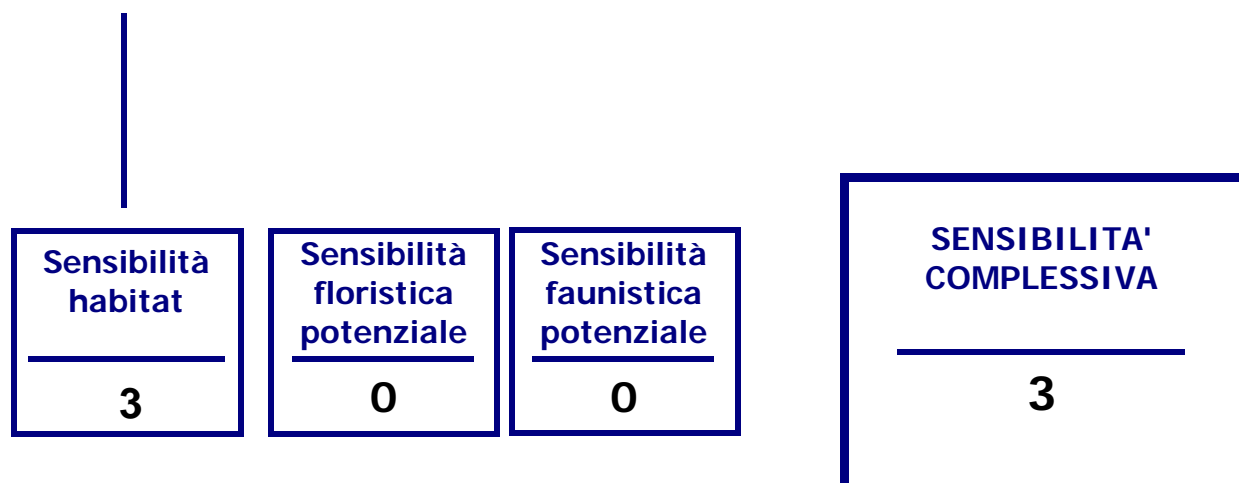 Sensibilità
habitat
3
Sensibilità
floristica
potenziale
0
Sensibilità
faunistica
potenziale
0
SENSIBILITA'
COMPLESSIVA
3